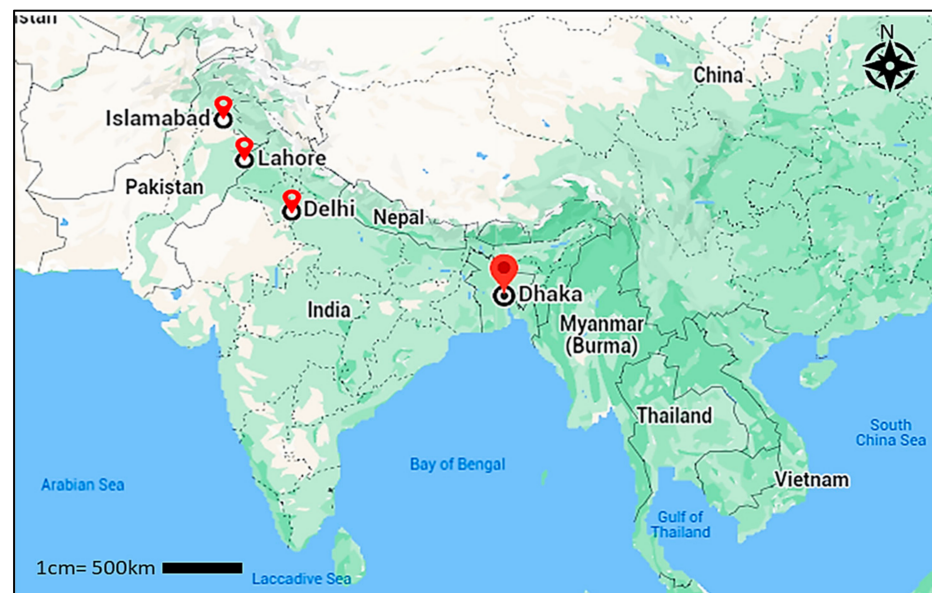 istan
N
China
Islamabad
Lahore
Pakistan
Delhi
Nepal
Dhaka
India
Myanmar
(Burma)
Thailand
South
China Sea
Bay of Bengal
Arabian Sea
Vietnam
Gulf of
Thailand
1cm= 500km
Laccadive Sea